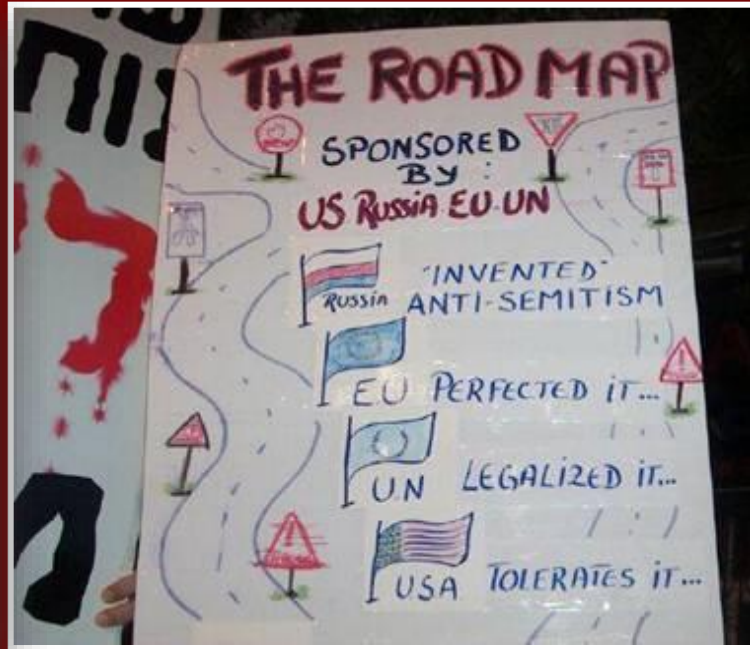 THE ROAD MAP
SPONSORED
BY:
US RUSSIA EU UN
RUSSIA "INVENTED"
ANTI-SEMITISM
EU PERFECTED IT...
UN LEGALIZED IT...
USA TOLERATES IT...